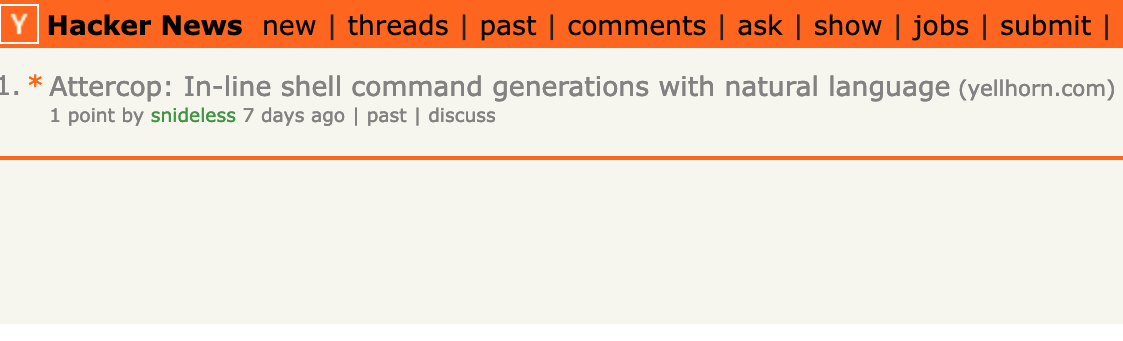 Y Hacker News new | threads | past | comments | ask | show | jobs | submit |
1. * Attercop: In-line shell command generations with natural language (yellhorn.com)
1 point by snideless 7 days ago | past | discuss